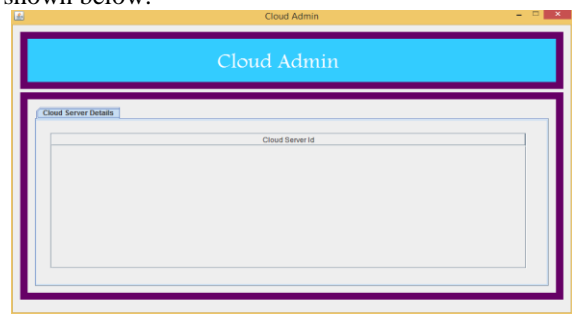 shown below:
Cloud Admin
Cloud Admin
Cloud Server Details
Cloud Server Id